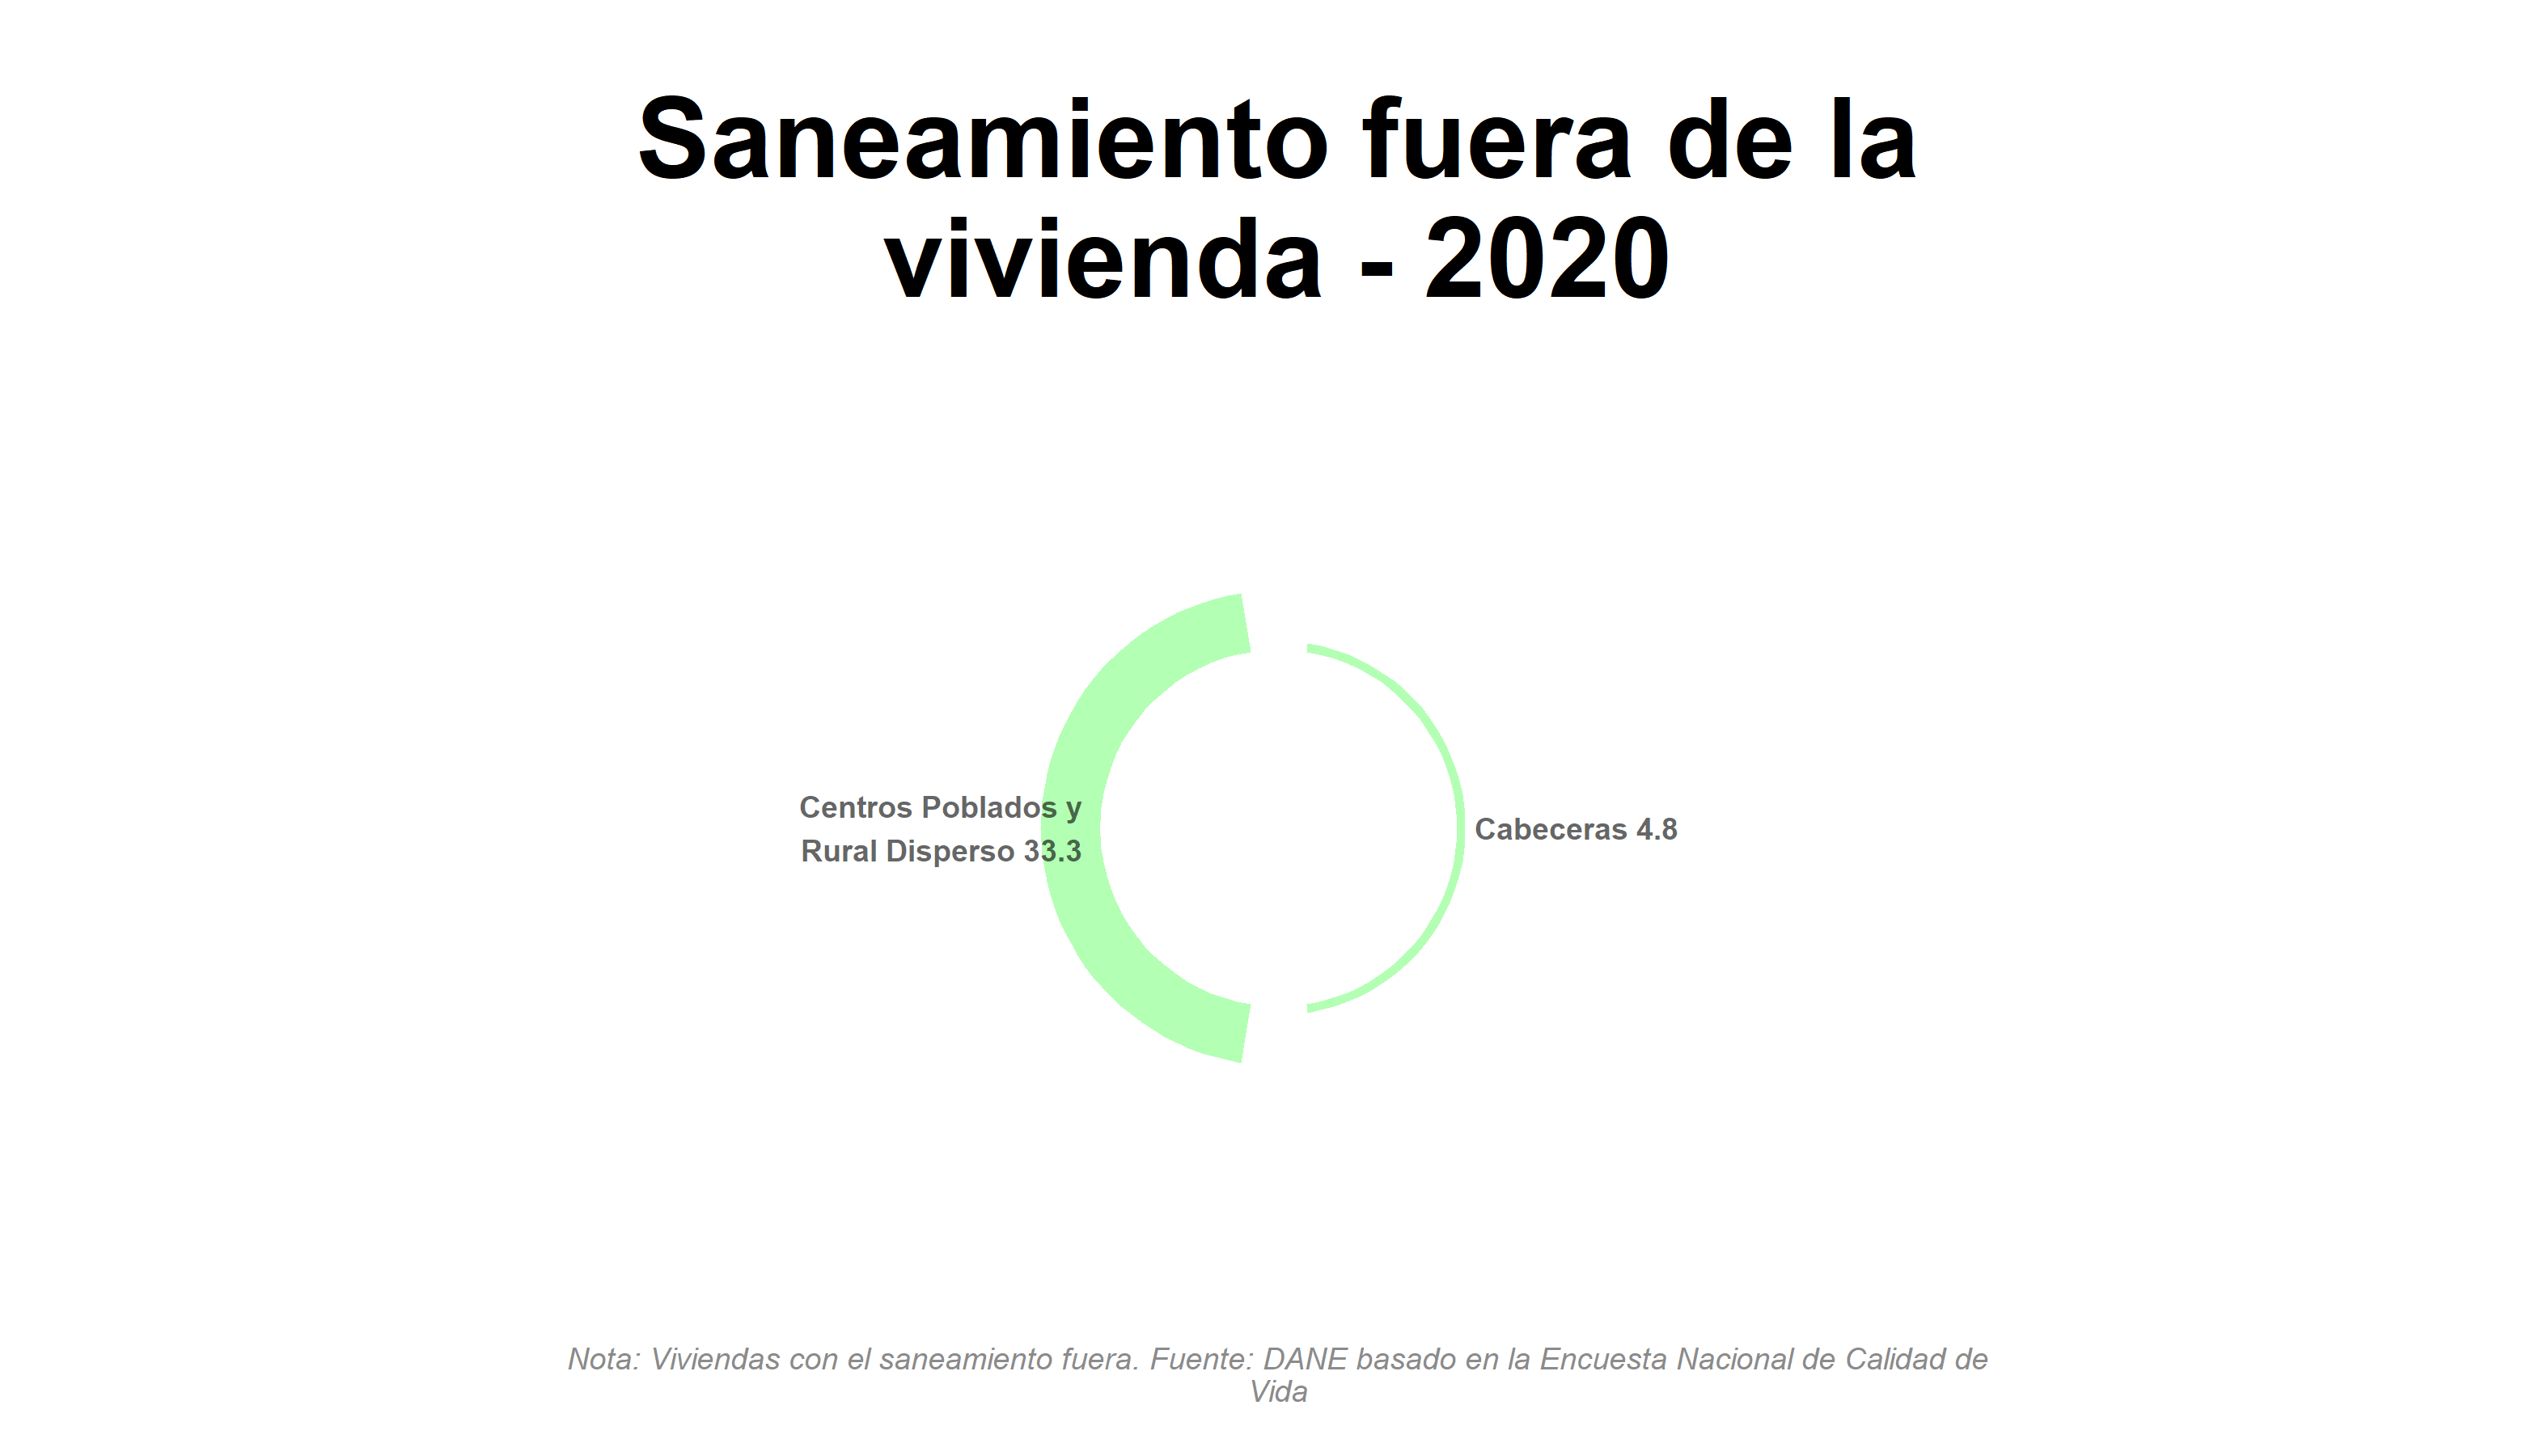 Saneamiento fuera de la
vivienda - 2020
Centros Poblados y
Rural Disperso 33.3
Cabeceras 4.8
Nota: Viviendas con el saneamiento fuera. Fuente: DANE basado en la Encuesta Nacional de Calidad de
Vida